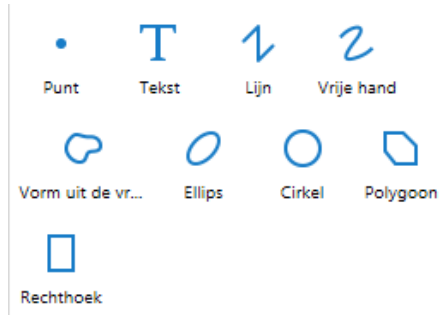 Punt Tekst Lijn Vrije hand
Vorm uit de vr... Ellips Cirkel Polygoon
Rechthoek